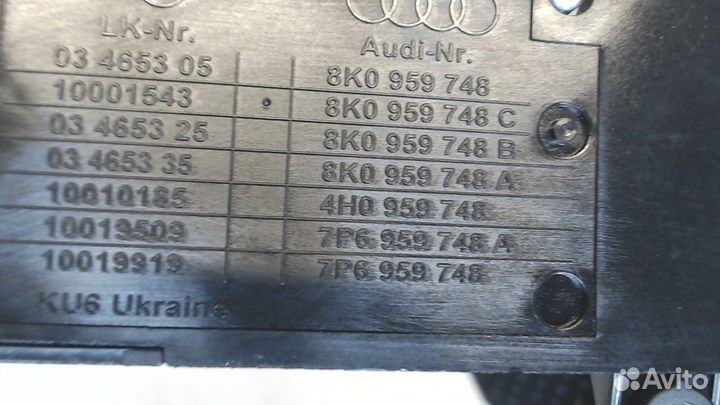 LK-Nr. Audi-Nr.
03 4653 05 8K0 959 748
10001543 8K0 959 748 C
03 4653 25 8K0 959 748 B
03 4653 35 8K0 959 748 A
10010185 4H0 959 748
10019509 7P6 959 748 A
10019919 7P6 959 748
KU6 Ukraine
Avito